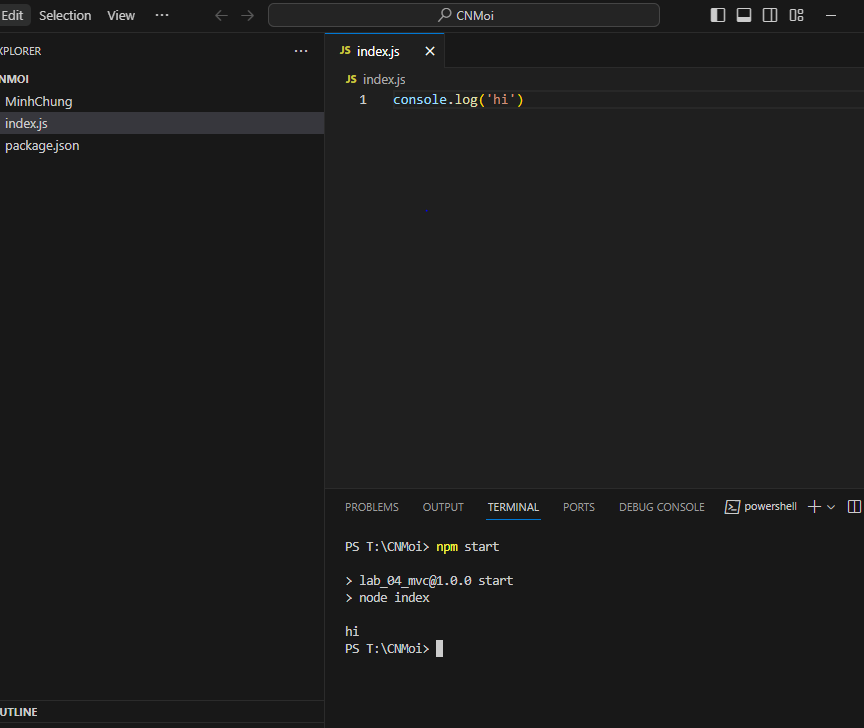 Edit Selection View ...
CNMoi
XPLORER ...
NMOI
MinhChung
index.js
package.json
JS index.js
JS index.js
1 console.log('hi')
PROBLEMS OUTPUT TERMINAL PORTS DEBUG CONSOLE powershell
PS T:\CNMoi> npm start
> lab_04_mvc@1.0.0 start
> node index
hi
PS T:\CNMoi>
UTLINE